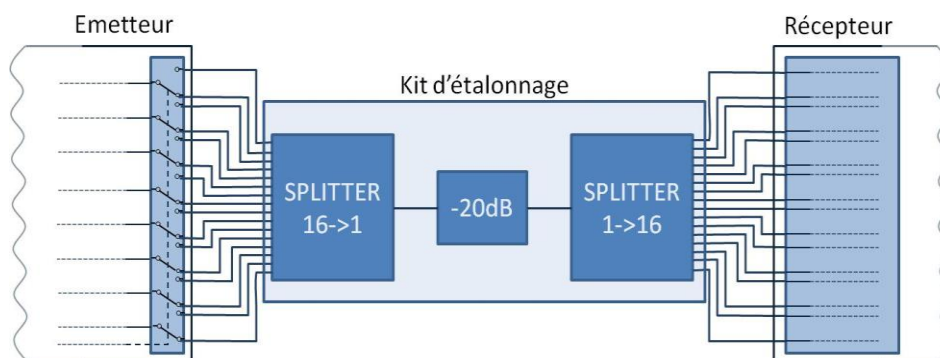 Emetteur
Récepteur
Kit d'étalonnage
SPLITTER
16->1
-20dB
SPLITTER
1->16